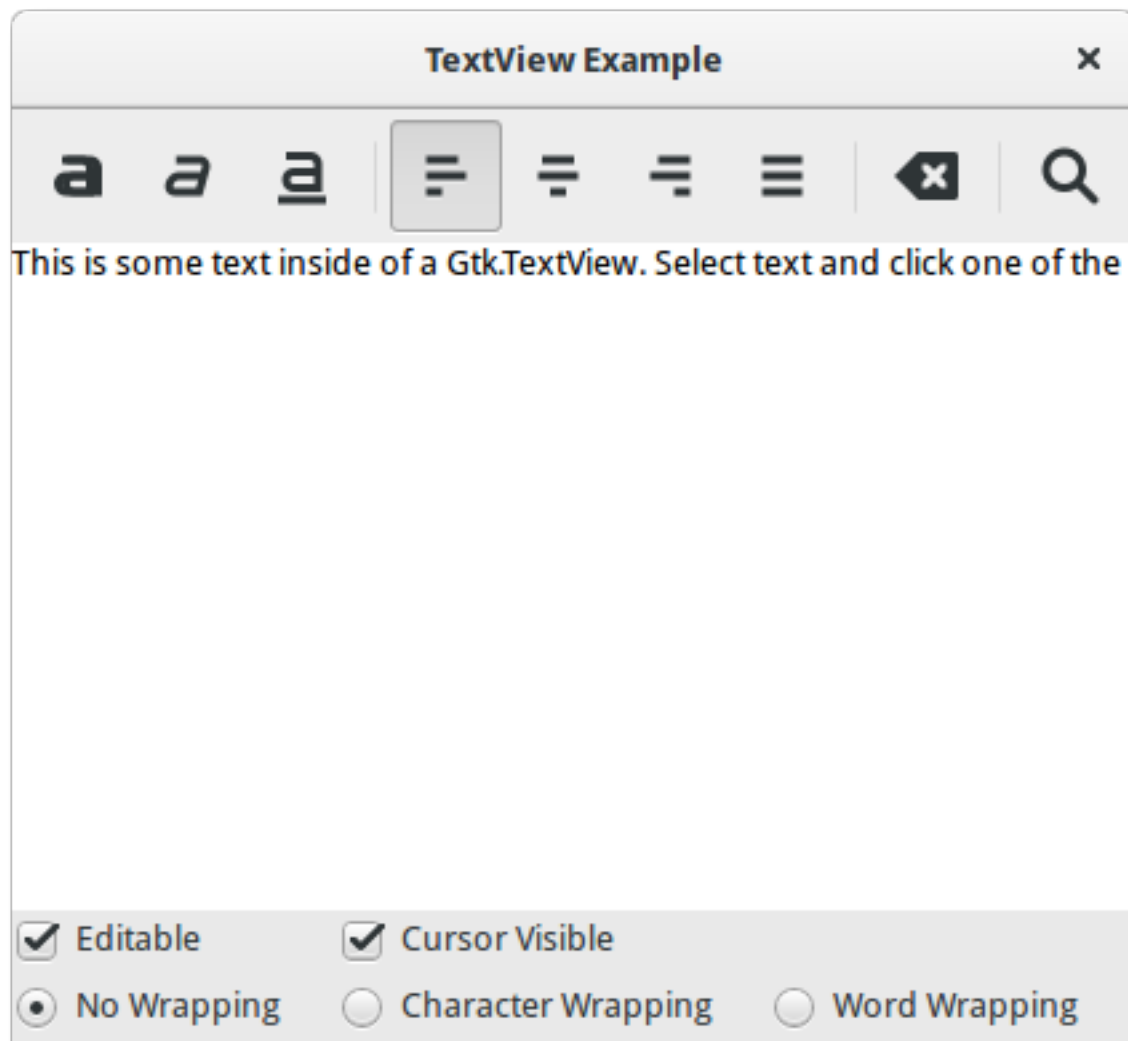 TextView Example
a a a
This is some text inside of a Gtk.TextView. Select text and click one of the
Editable Cursor Visible
No Wrapping Character Wrapping Word Wrapping